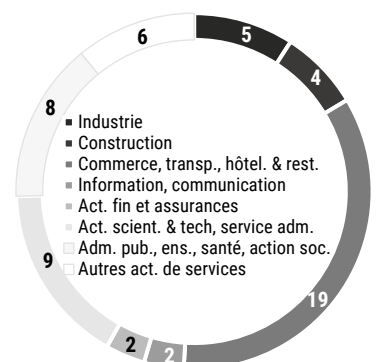 6
5
4
8
Industrie
Construction
Commerce, transp., hôtel. & rest.
Information, communication
Act. fin et assurances
Act. scient. & tech, service adm.
Adm. pub., ens., santé, action soc.
Autres act. de services
9
19
2
2